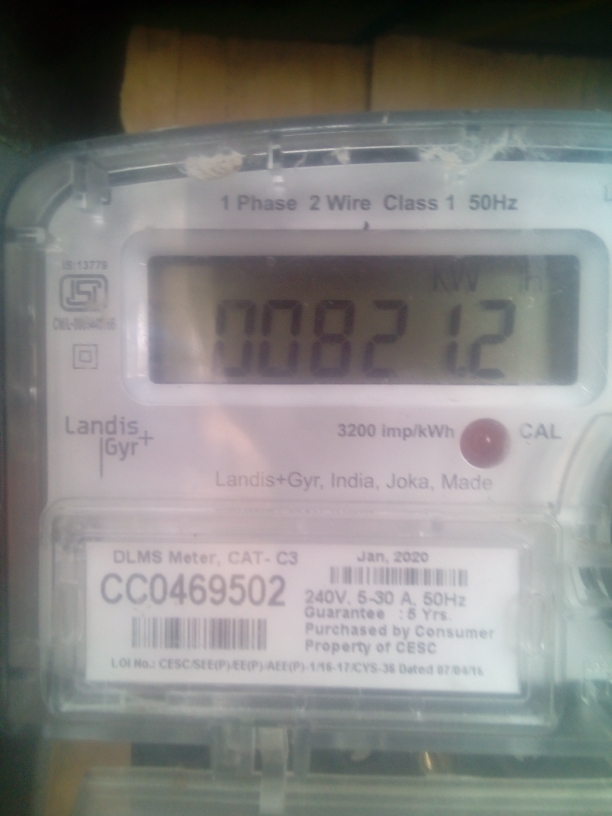 1 Phase 2 Wire Class 1 50Hz
IS:13779
KW h
00821.2
Landis
Gyr+
3200 imp/kWh CAL
Landis+Gyr, India, Joka, Made
DLMS Meter, CAT- C3
CC0469502
Jan, 2020
240V, 5-30 A, 50Hz
Guarantee : 5 Yrs.
Purchased by Consumer
Property of CESC
LOI No.: CESC/SEE(P)/EE(P)/AEE(P)-1/16-17/CYS-36 Dated 07/04/16